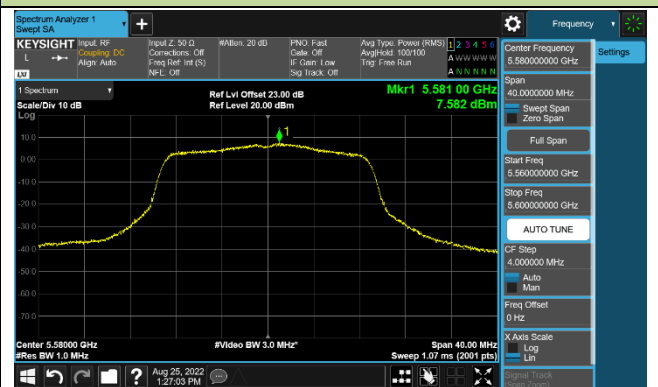 Spectrum Analyzer 1
Swept SA
Frequency
KEYSIGHT
L
LXI
Input: RF
Coupling: DC
Align: Auto
Input Z: 50 Ω
Corrections: Off
Freq Ref: Int (S)
NFE: Off
#Atten: 20 dB
PNO: Fast
Gate: Off
IF Gain: Low
Sig Track: Off
Avg Type: Power (RMS)
Avg|Hold: 100/100
Trig: Free Run
1 2 3 4 5 6
A W W W W W
A N N N N N
1 Spectrum
Scale/Div 10 dB
Log
Ref Lvl Offset 23.00 dB
Ref Level 20.00 dBm
Mkr1 5.581 00 GHz
7.582 dBm
1
10.0
0.00
-10.0
-20.0
-30.0
-40.0
-50.0
-60.0
-70.0
Center 5.58000 GHz
#Res BW 1.0 MHz
#Video BW 3.0 MHz*
Span 40.00 MHz
Sweep 1.07 ms (2001 pts)
Aug 25, 2022
1:27:03 PM
Center Frequency
5.580000000 GHz
Span
40.0000000 MHz
Swept Span
Zero Span
Full Span
Start Freq
5.560000000 GHz
Stop Freq
5.600000000 GHz
AUTO TUNE
CF Step
4.000000 MHz
Auto
Man
Freq Offset
0 Hz
X Axis Scale
Log
Lin
Signal Track
(Span Zoom)
Settings